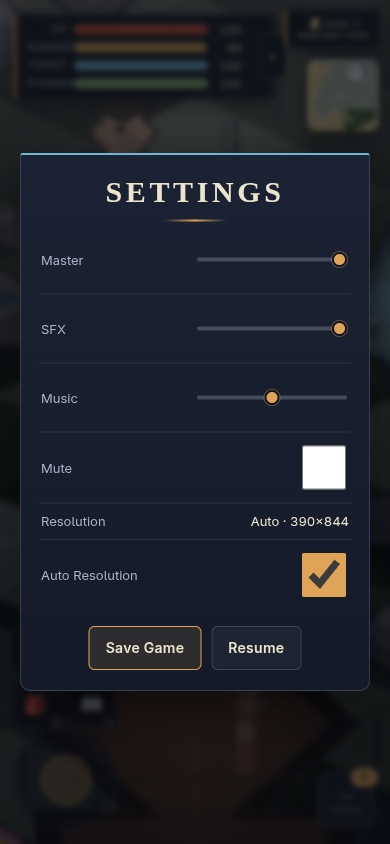 SETTINGS
Master
SFX
Music
Mute
Resolution Auto · 390×844
Auto Resolution
Save Game Resume